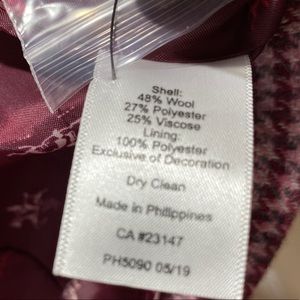 Shell:
48% Wool
27% Polyester
25% Viscose
Lining:
100% Polyester
Exclusive of Decoration
Dry Clean
Made in Philippines
CA #23147
PH5090 05/19